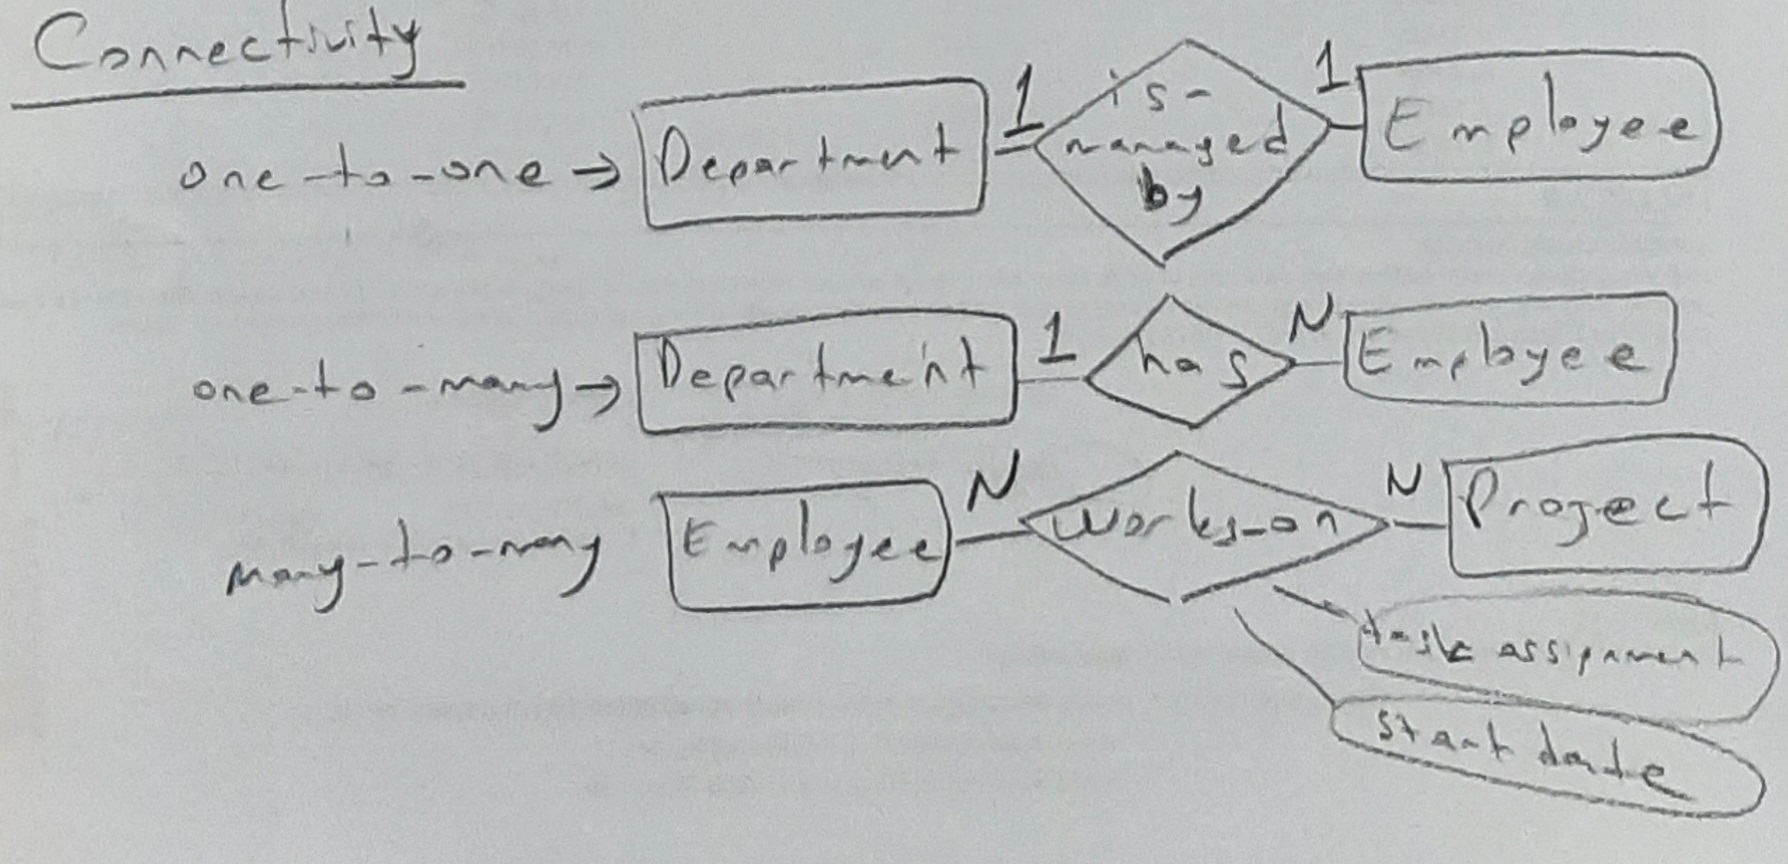 Connectivity
one-to-one → Department 1 is-managed by 1 Employee
one-to-many → Department 1 has N Employee
many-to-many Employee N works-on N Project
task assignment
start date